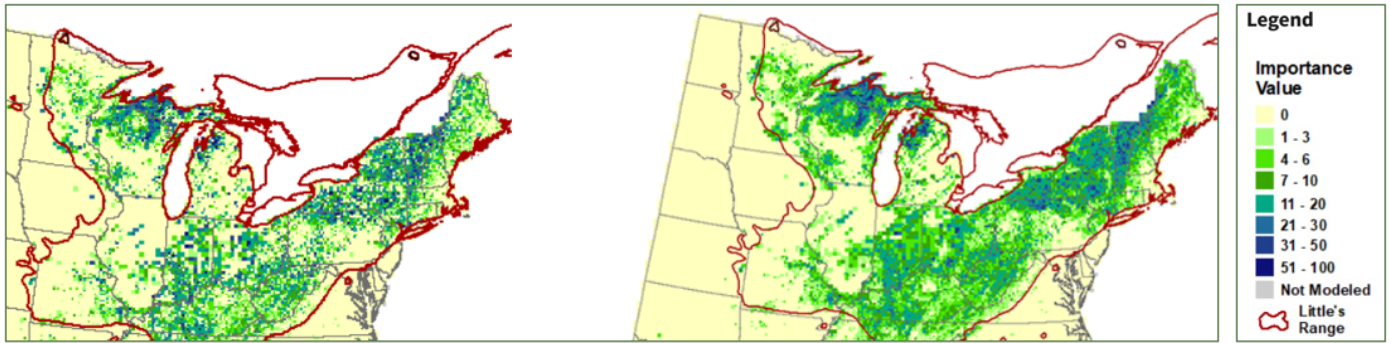 Legend
Importance
Value
0
1 - 3
4 - 6
7 - 10
11 - 20
21 - 30
31 - 50
51 - 100
Not Modeled
Little's
Range